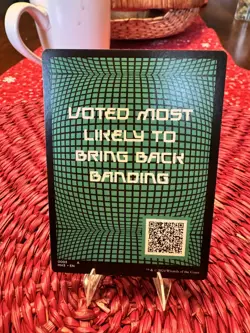 VOTED MOST
LIKELY TO
BRING BACK
BANDING